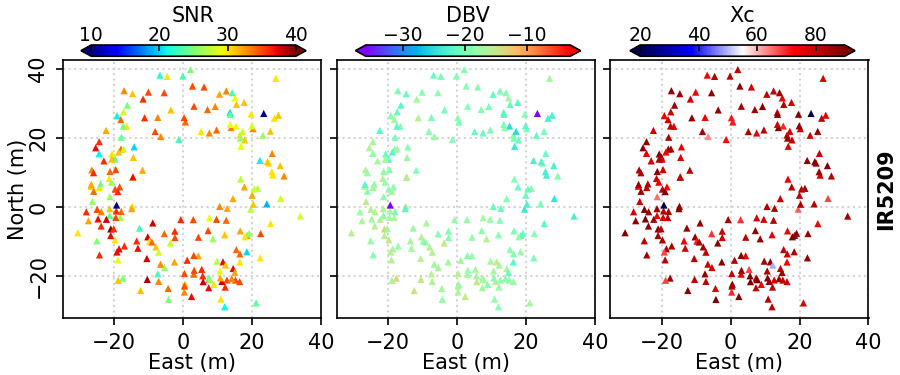 SNR DBV Xc
10 20 30 40 −30 −20 −10 20 40 60 80
40
20
0
−20
North (m)
IR5209
−20 0 20 40 −20 0 20 40 −20 0 20 40
East (m) East (m) East (m)